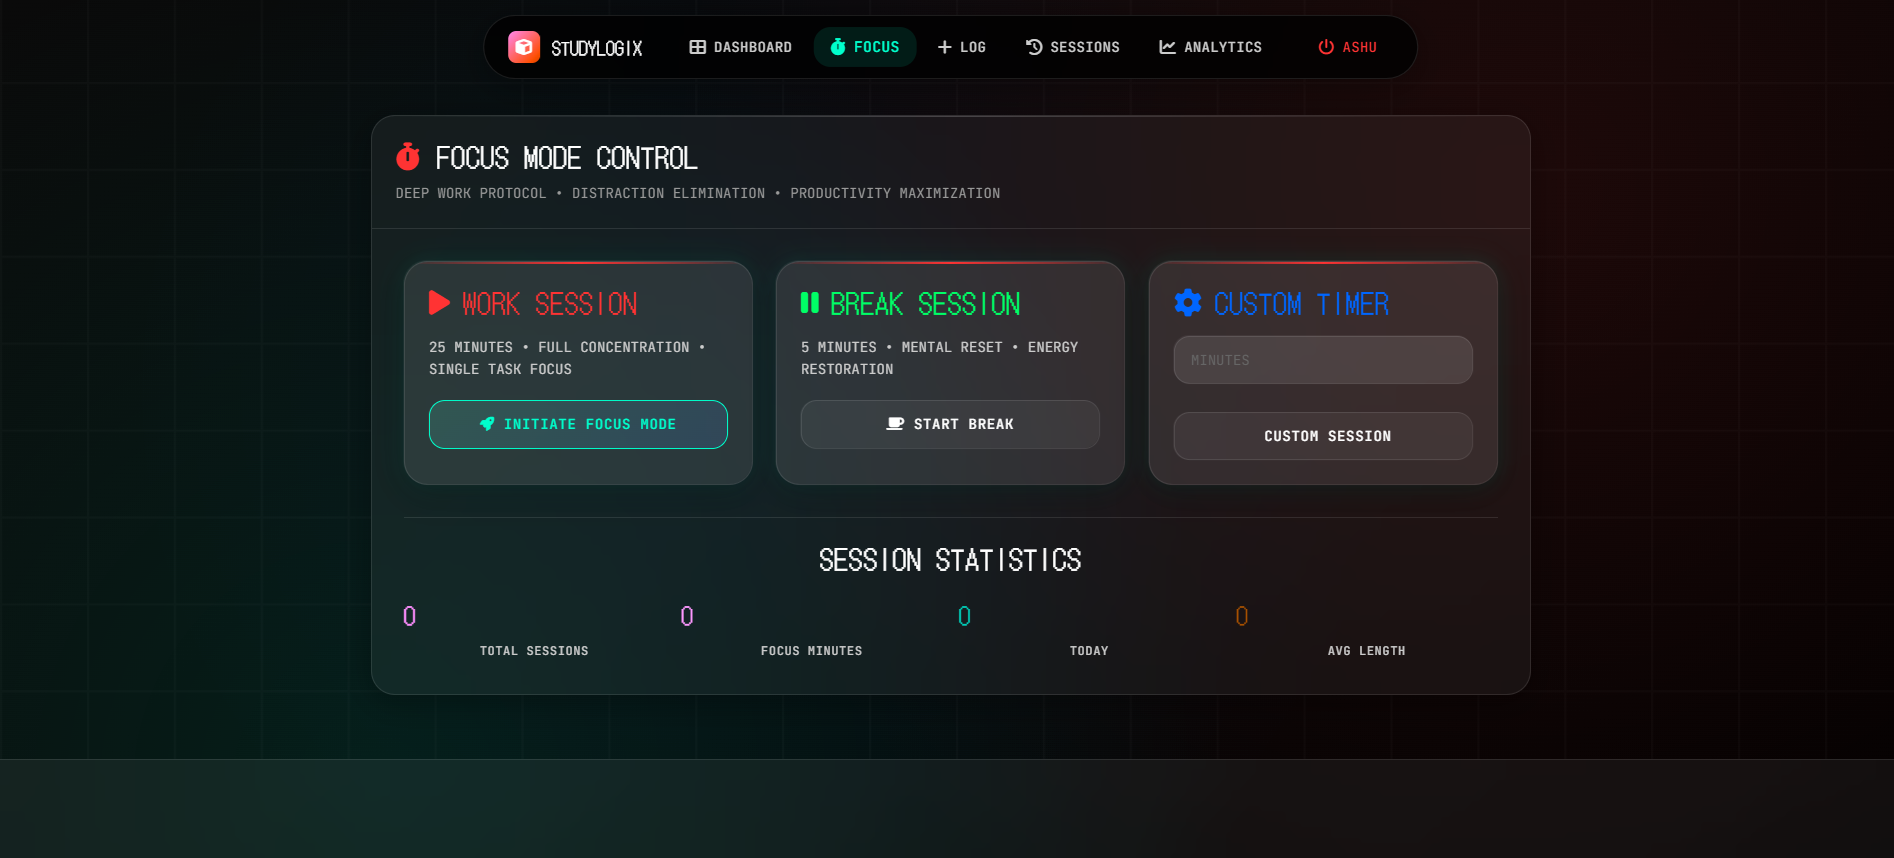 STUDYLOGIX
DASHBOARD
FOCUS
LOG
SESSIONS
ANALYTICS
ASHU
FOCUS MODE CONTROL
DEEP WORK PROTOCOL • DISTRACTION ELIMINATION • PRODUCTIVITY MAXIMIZATION
WORK SESSION
25 MINUTES • FULL CONCENTRATION •
SINGLE TASK FOCUS
INITIATE FOCUS MODE
BREAK SESSION
5 MINUTES • MENTAL RESET • ENERGY
RESTORATION
START BREAK
CUSTOM TIMER
MINUTES
CUSTOM SESSION
SESSION STATISTICS
0
TOTAL SESSIONS
0
FOCUS MINUTES
0
TODAY
0
AVG LENGTH